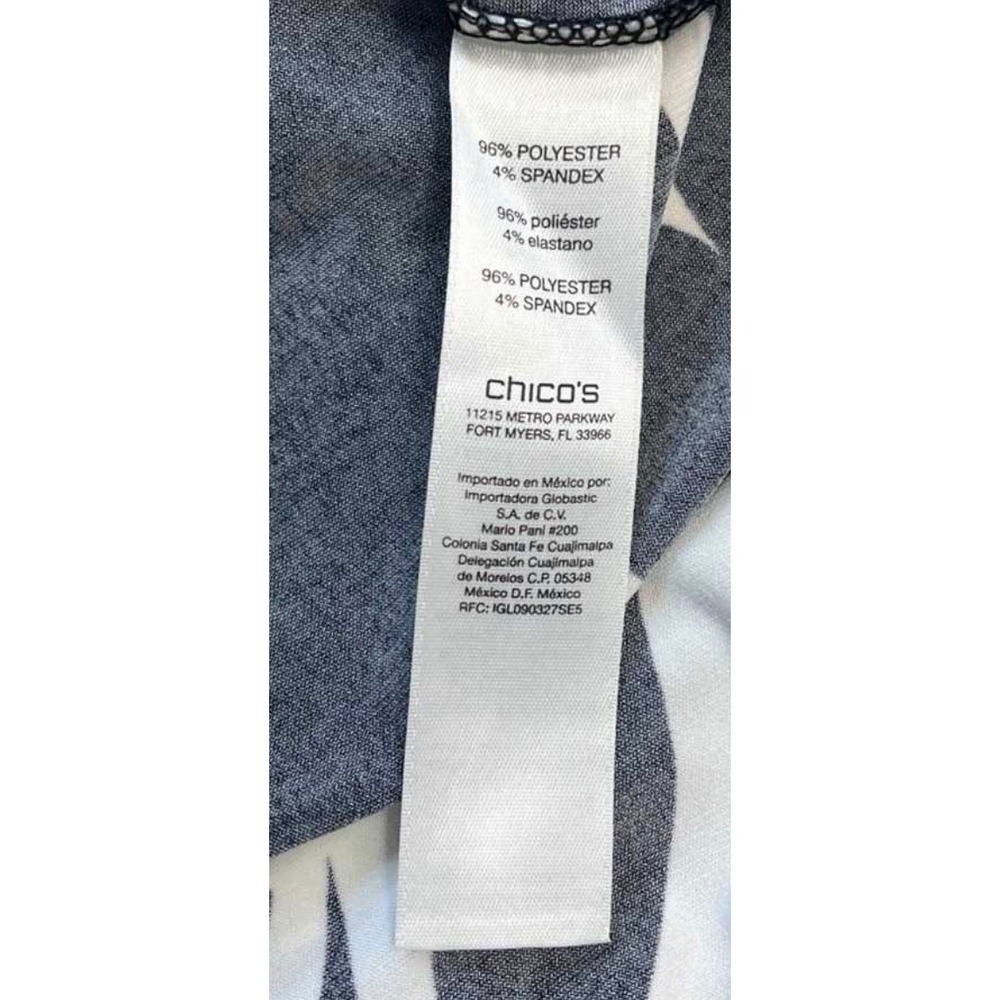 96% POLYESTER
4% SPANDEX
96% poliéster
4% elastano
96% POLYESTER
4% SPANDEX
chico's
11215 METRO PARKWAY
FORT MYERS, FL 33966
Importado en México por:
Importadora Globastic
S.A. de C.V.
Mario Pani #200
Colonia Santa Fe Cuajimalpa
Delegación Cuajimalpa
de Morelos C.P. 05348
México D.F. México
RFC: IGL090327SE5